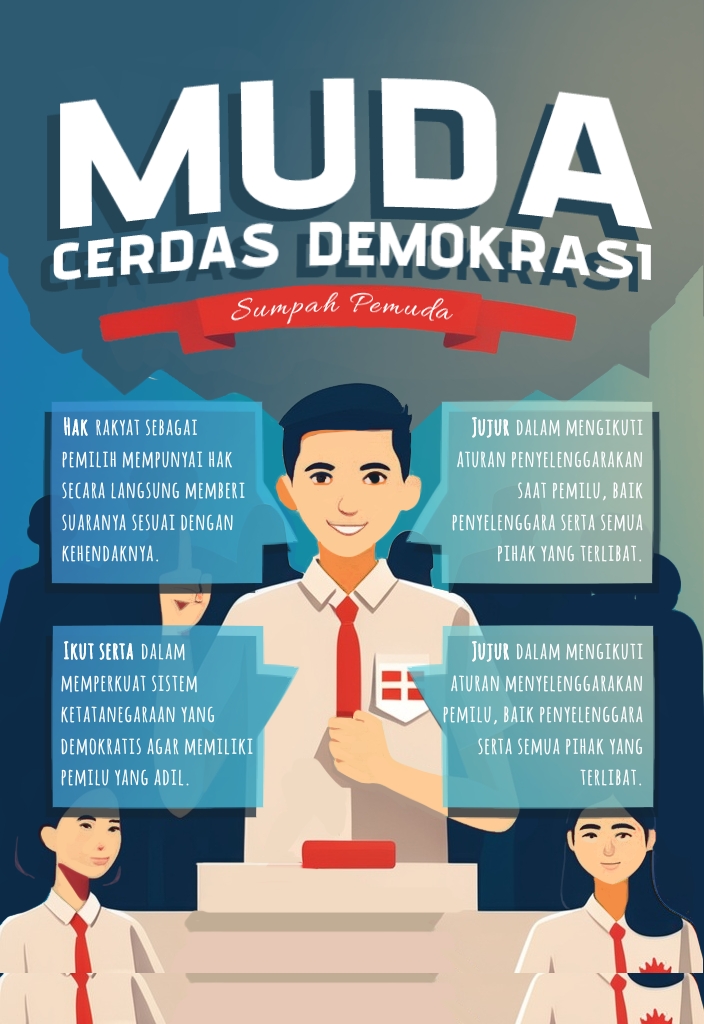 MUDA
CERDAS DEMOKRASI
Sumpah Pemuda
HAK RAKYAT SEBAGAI
PEMILIH MEMPUNYAI HAK
SECARA LANGSUNG MEMBERI
SUARANYA SESUAI DENGAN
KEHENDAKNYA.
JUJUR DALAM MENGIKUTI
ATURAN PENYELENGGARAKAN
SAAT PEMILU, BAIK
PENYELENGGARA SERTA SEMUA
PIHAK YANG TERLIBAT.
IKUT SERTA DALAM
MEMPERKUAT SISTEM
KETATANEGARAAN YANG
DEMOKRATIS AGAR MEMILIKI
PEMILU YANG ADIL.
JUJUR DALAM MENGIKUTI
ATURAN MENYELENGGARAKAN
PEMILU, BAIK PENYELENGGARA
SERTA SEMUA PIHAK YANG
TERLIBAT.